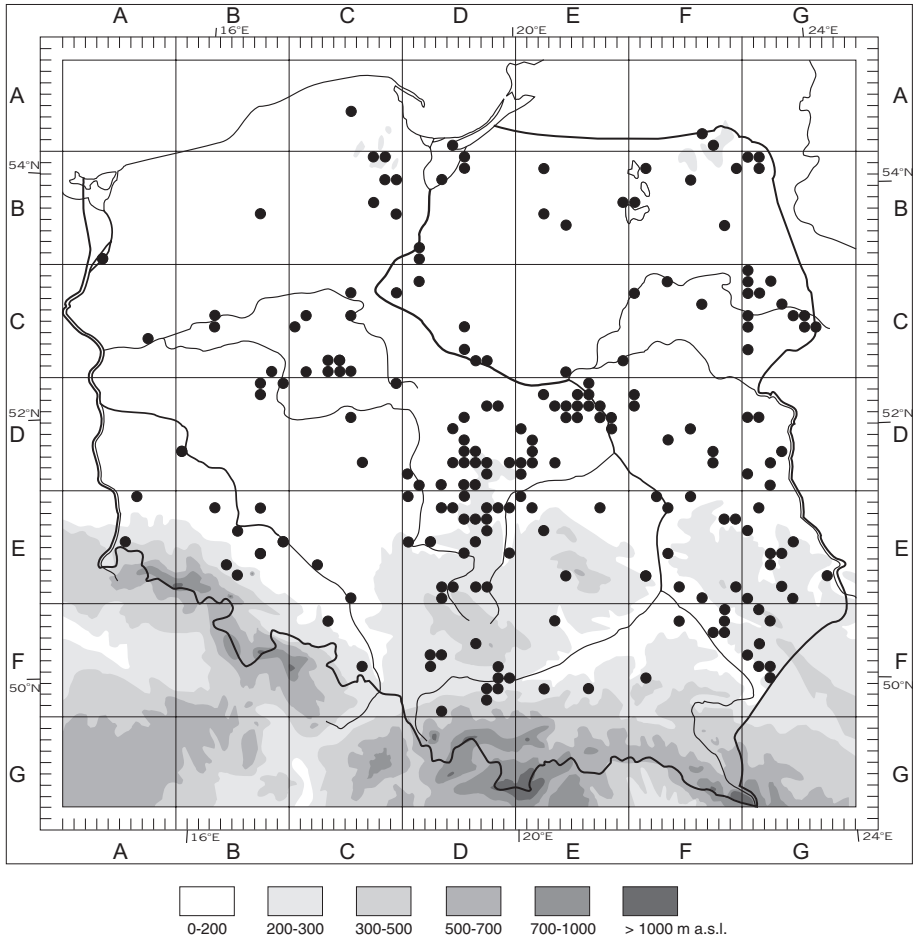 A B C D E F G
16°E 20°E 24°E
A A
54°N 54°N
B B
C C
52°N 52°N
D D
E E
F F
50°N 50°N
G G
16°E 20°E 24°E
A B C D E F G
0-200 200-300 300-500 500-700 700-1000 > 1000 m a.s.l.